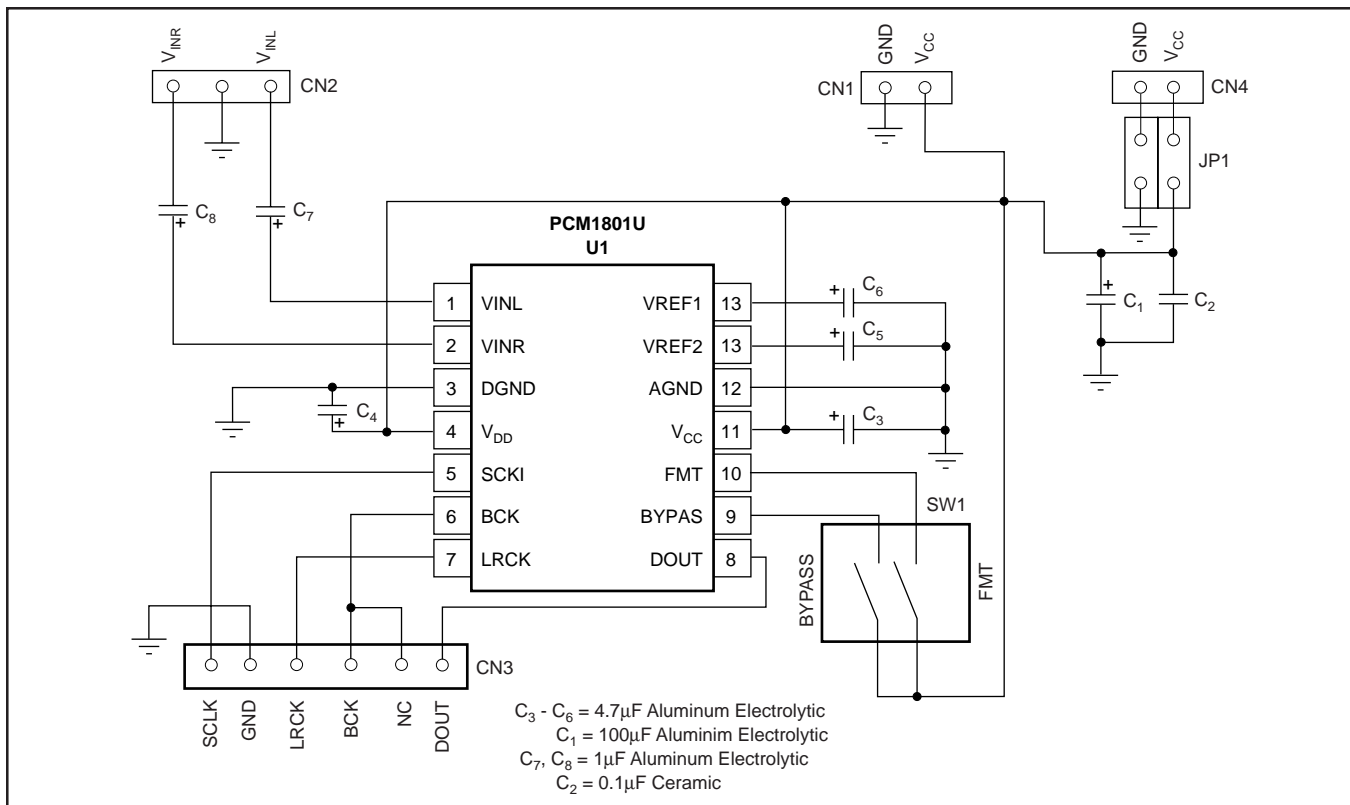 V_INR
V_INL
CN2
GND
V_CC
CN1
GND
V_CC
CN4
JP1
C_8
+
C_7
+
PCM1801U
U1
1 VINL VREF1 13
2 VINR VREF2 13
3 DGND AGND 12
4 V_DD V_CC 11
5 SCKI FMT 10
6 BCK BYPAS 9
7 LRCK DOUT 8
+ C_6
+ C_5
+ C_3
C_4
+
+
C_1
C_2
SW1
BYPASS
FMT
CN3
SCLK
GND
LRCK
BCK
NC
DOUT
C_3 - C_6 = 4.7μF Aluminum Electrolytic
C_1 = 100μF Aluminim Electrolytic
C_7, C_8 = 1μF Aluminum Electrolytic
C_2 = 0.1μF Ceramic